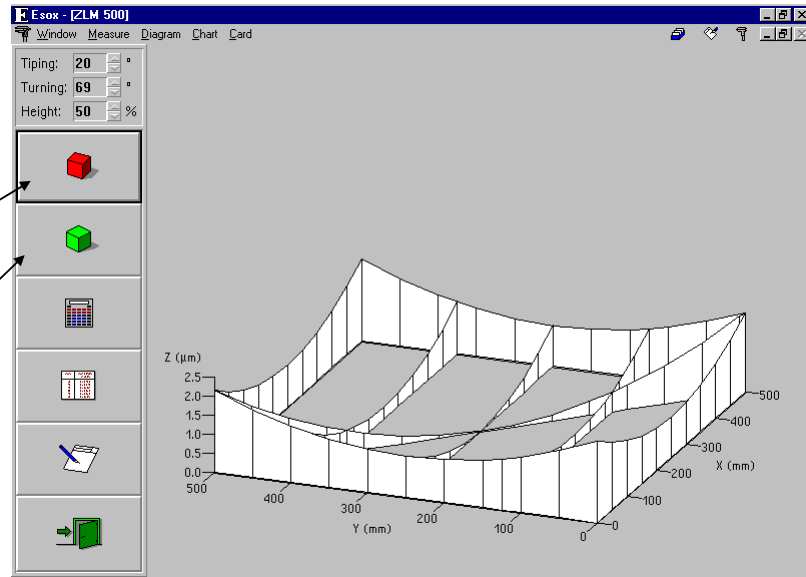 Esox - [ZLM 500]
Window Measure Diagram Chart Card
Tiping: 20 °
Turning: 69 °
Height: 50 %
Z (µm)
2.5
2.0
1.5
1.0
0.5
0.0
500
400
300
200
100
0
Y (mm)
0
100
200
300
400
500
X (mm)